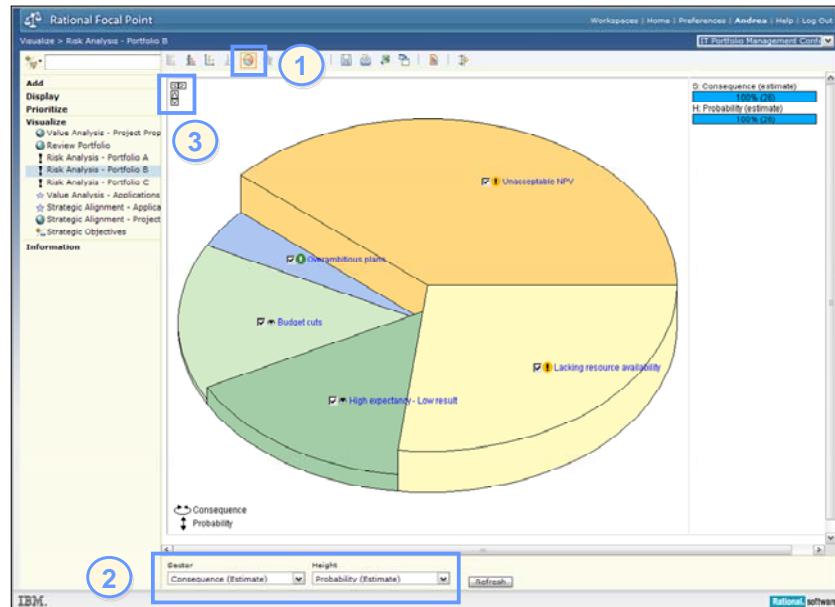 Rational Focal Point
Workspaces | Home | Preferences | Andrea | Help | Log Out
Visualize > Risk Analysis - Portfolio B
IT Portfolio Management Confi
1
Add
Display
Prioritize
Visualize
Value Analysis - Project Prop
Review Portfolio
Risk Analysis - Portfolio A
Risk Analysis - Portfolio B
Risk Analysis - Portfolio C
Value Analysis - Applications
Strategic Alignment - Applica
Strategic Alignment - Project
Strategic Objectives
Information
3
S: Consequence (estimate)
100% (26)
H: Probability (estimate)
100% (26)
Unacceptable NPV
Overambitious plans
Budget cuts
Lacking resource availability
High expectancy - Low result
Consequence
Probability
2
Sector
Height
Consequence (Estimate)
Probability (Estimate)
Refresh
IBM.
Rational. software